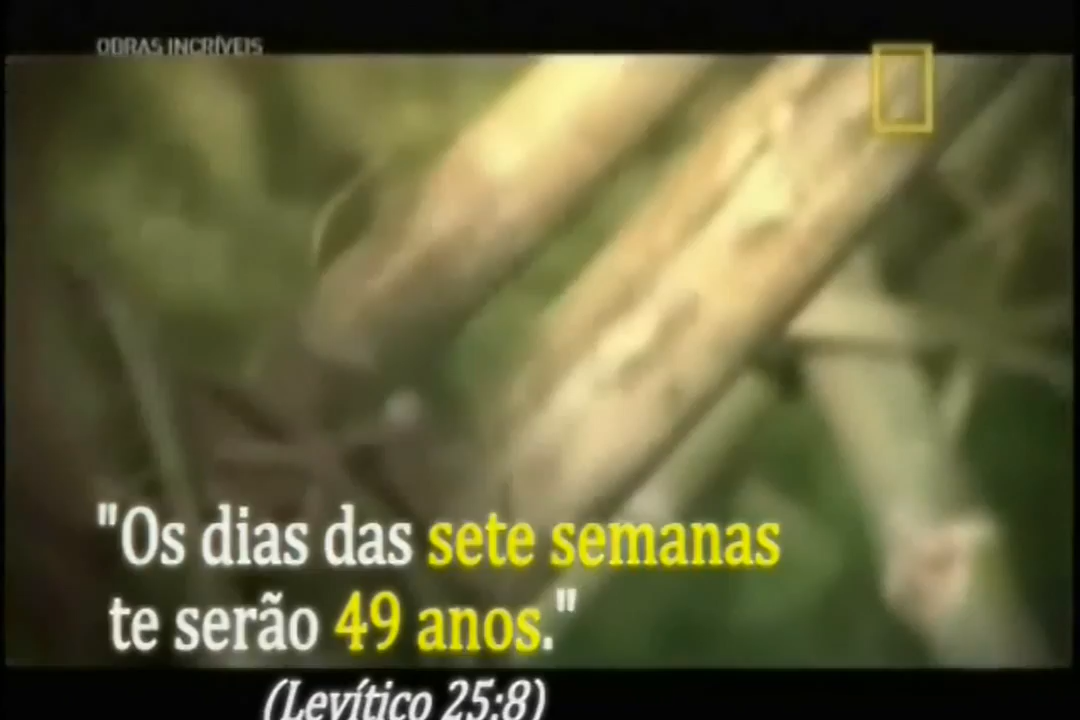 OBRAS INCRÍVEIS
"Os dias das sete semanas
te serão 49 anos."
(Levítico 25:8)